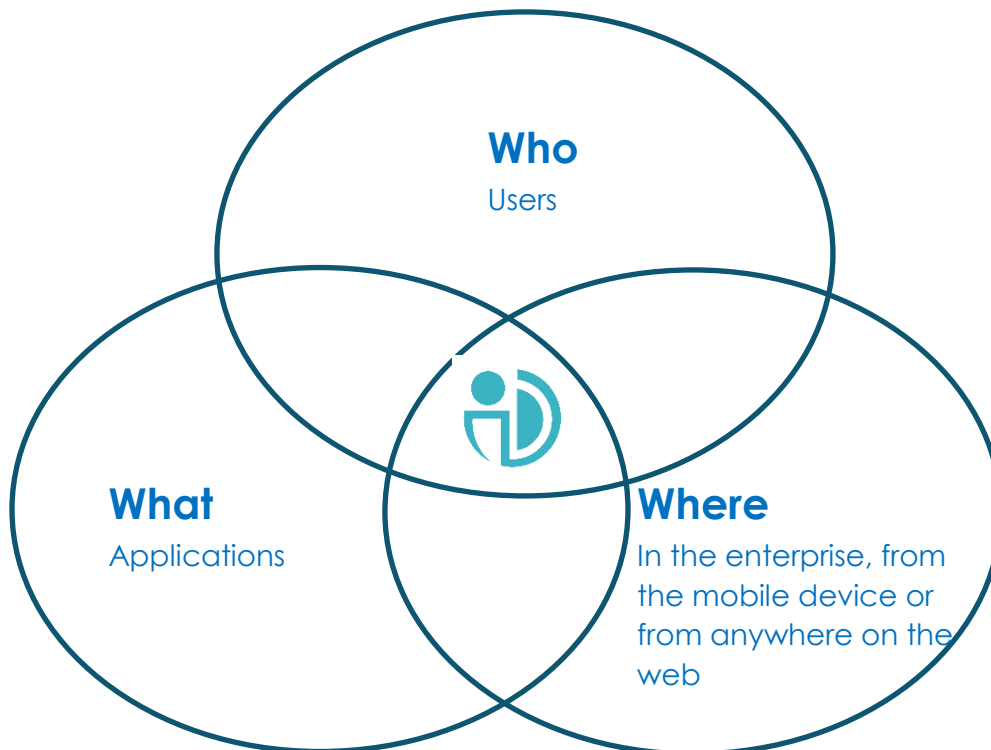 Who
Users
What
Applications
Where
In the enterprise, from
the mobile device or
from anywhere on the
web